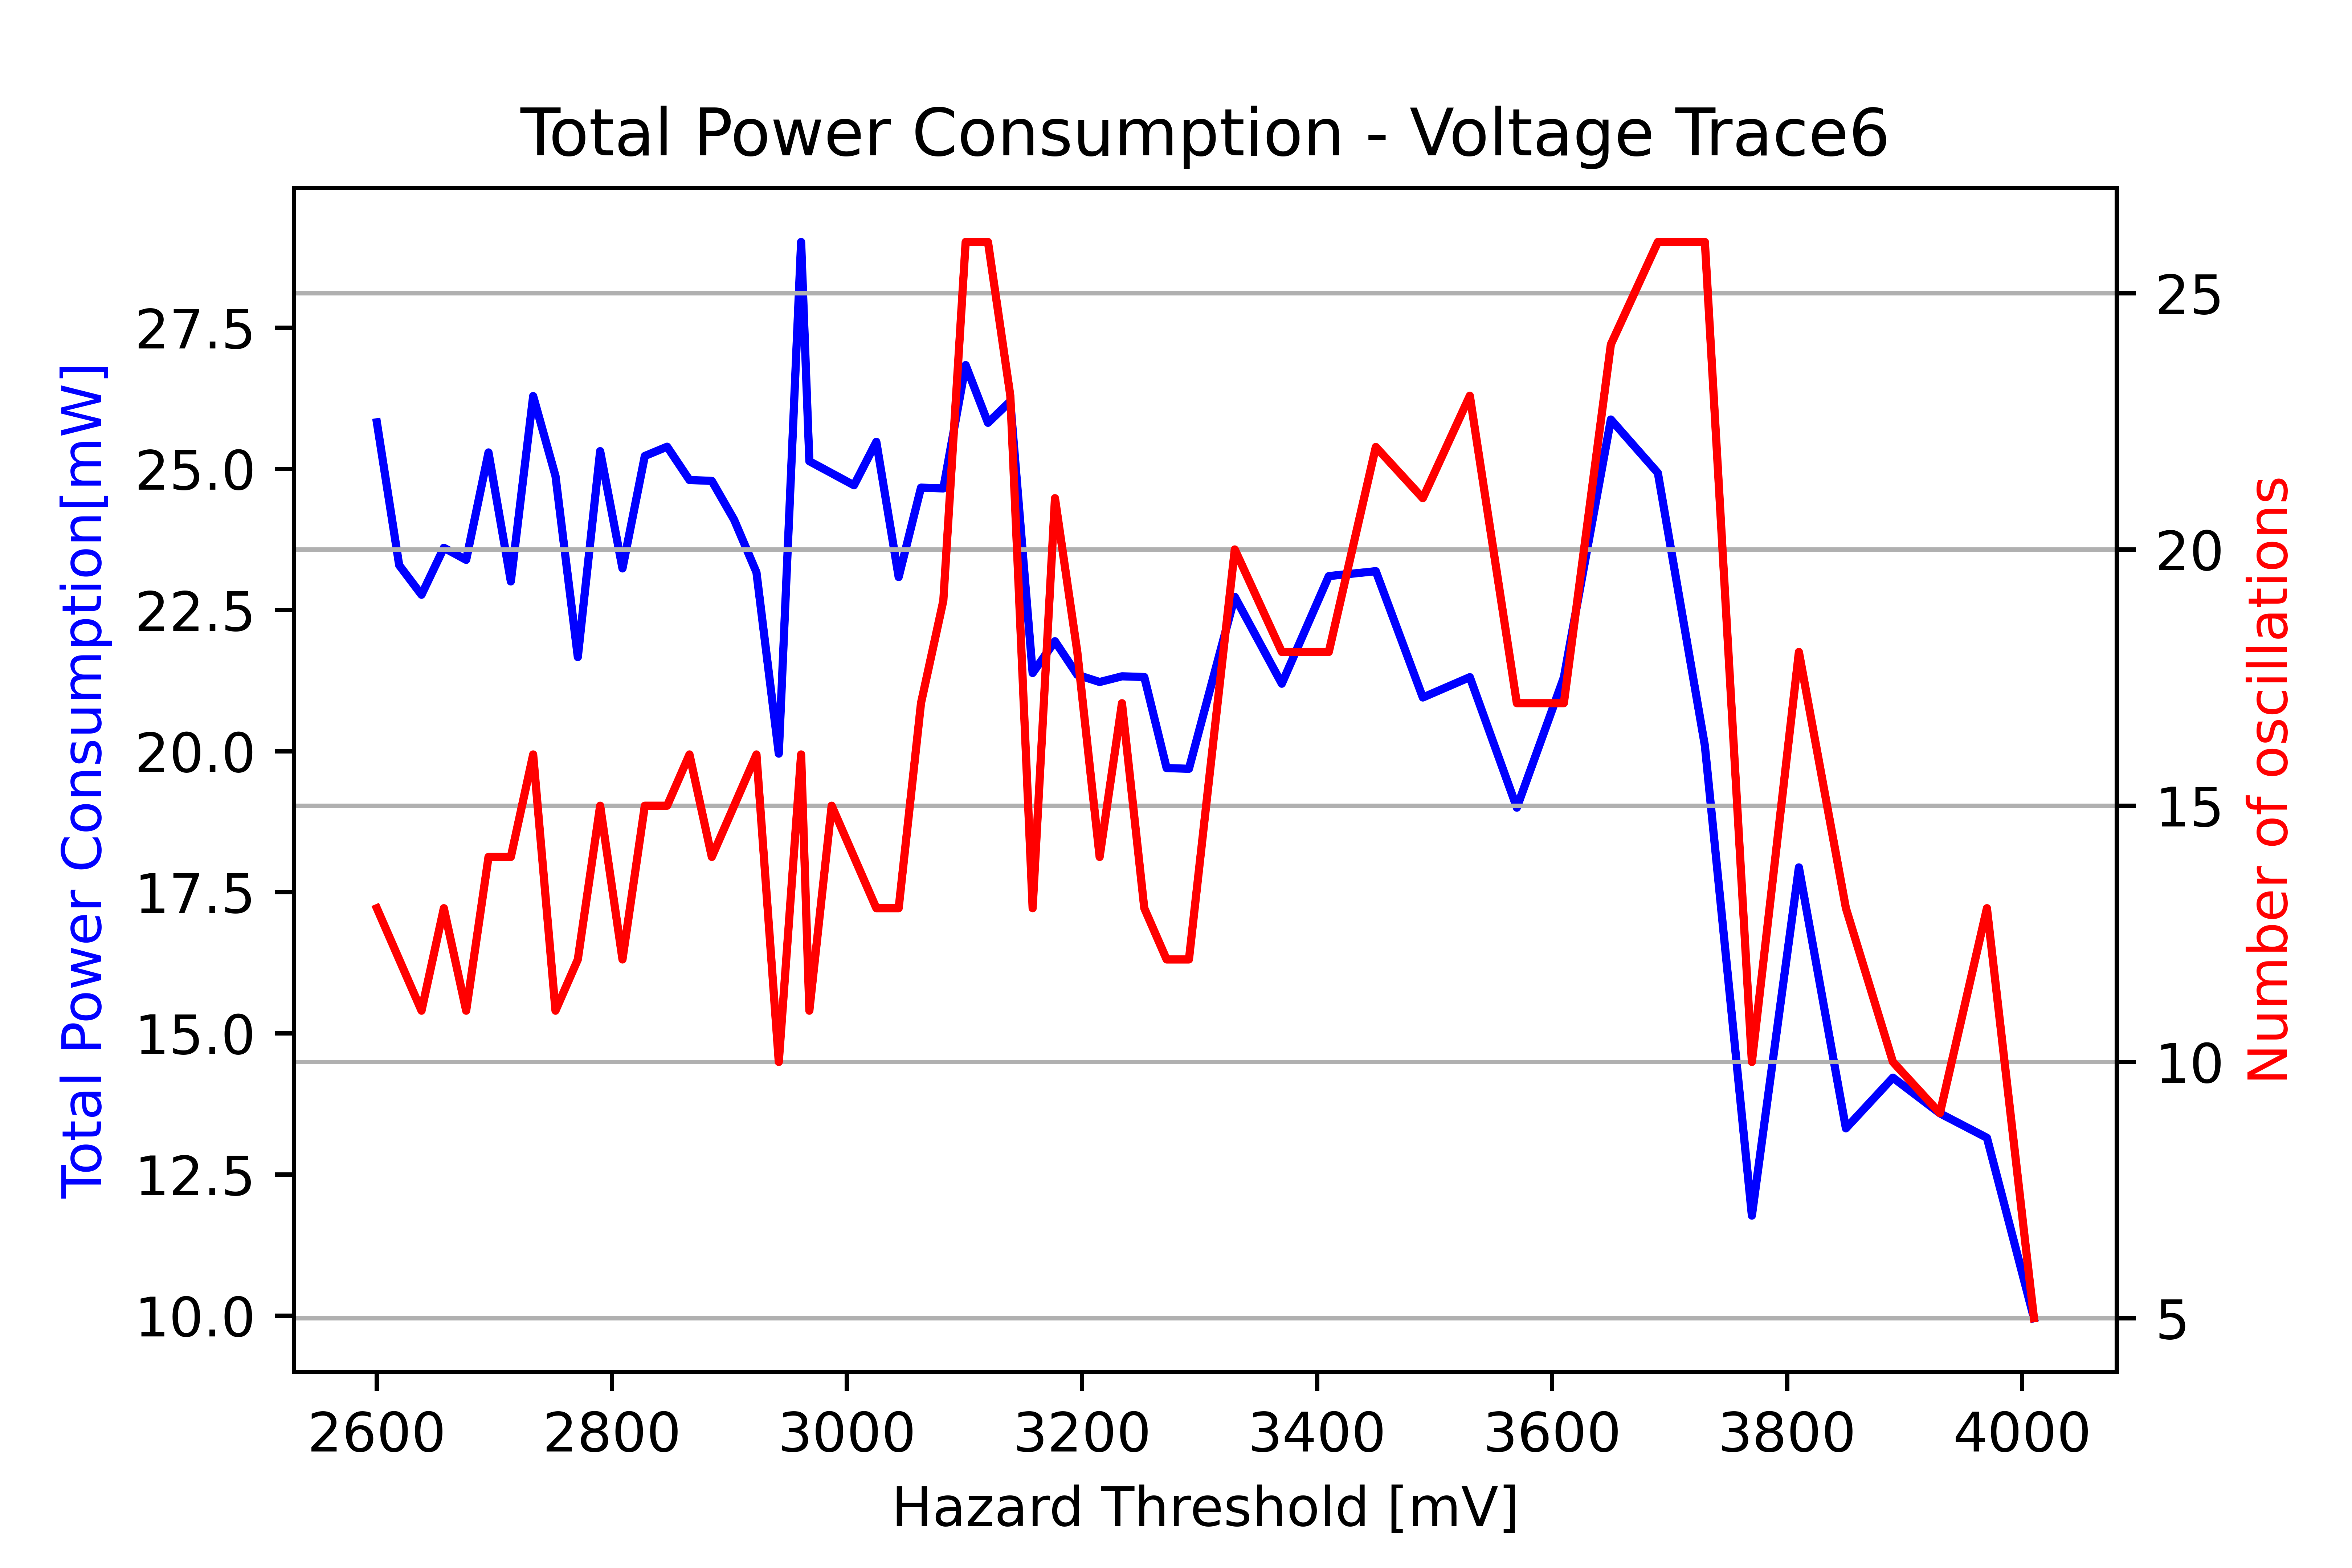 Total Power Consumption - Voltage Trace6
Total Power Consumption[mW]
27.5
25.0
22.5
20.0
17.5
15.0
12.5
10.0
25
20
15
10
5
Number of oscillations
2600 2800 3000 3200 3400 3600 3800 4000
Hazard Threshold [mV]